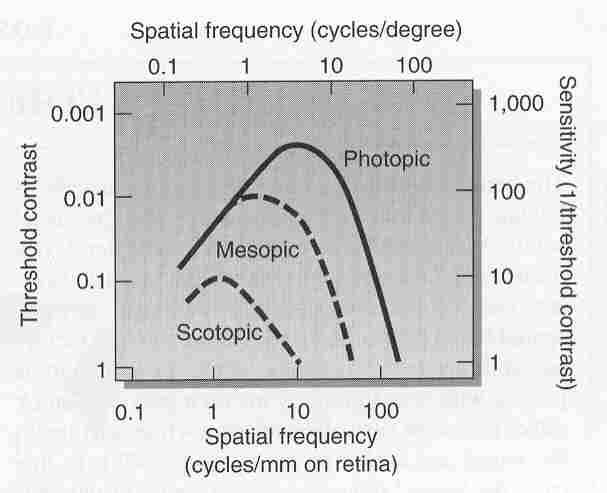 Spatial frequency (cycles/degree)
0.1 1 10 100
Threshold contrast
0.001
0.01
0.1
1
Photopic
Mesopic
Scotopic
1,000
100
10
1
Sensitivity (1/threshold contrast)
0.1 1 10 100
Spatial frequency
(cycles/mm on retina)